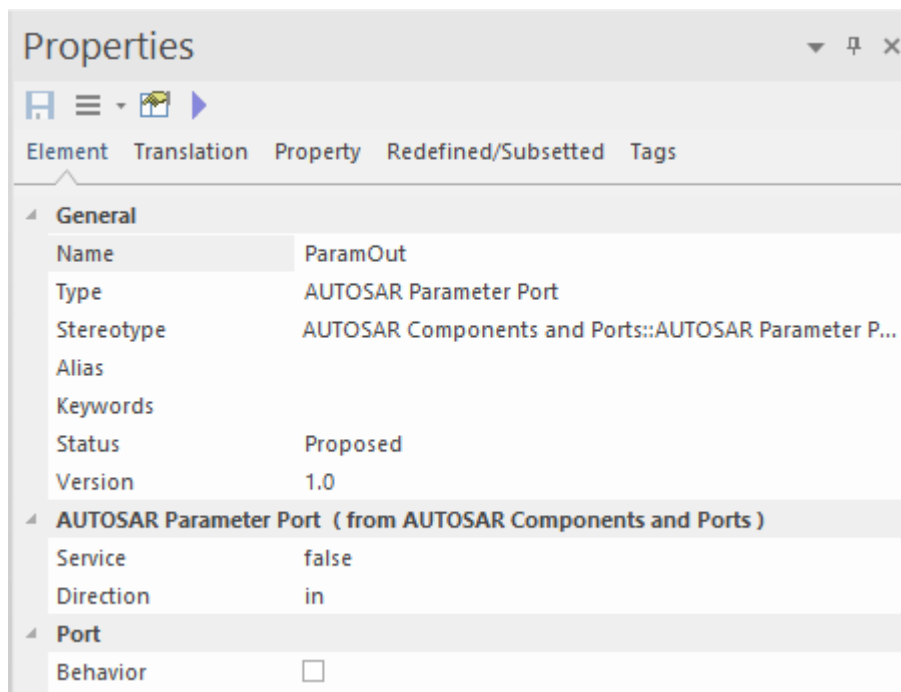 Properties
Element Translation Property Redefined/Subsetted Tags
General
Name ParamOut
Type AUTOSAR Parameter Port
Stereotype AUTOSAR Components and Ports::AUTOSAR Parameter P...
Alias
Keywords
Status Proposed
Version 1.0
AUTOSAR Parameter Port ( from AUTOSAR Components and Ports )
Service false
Direction in
Port
Behavior